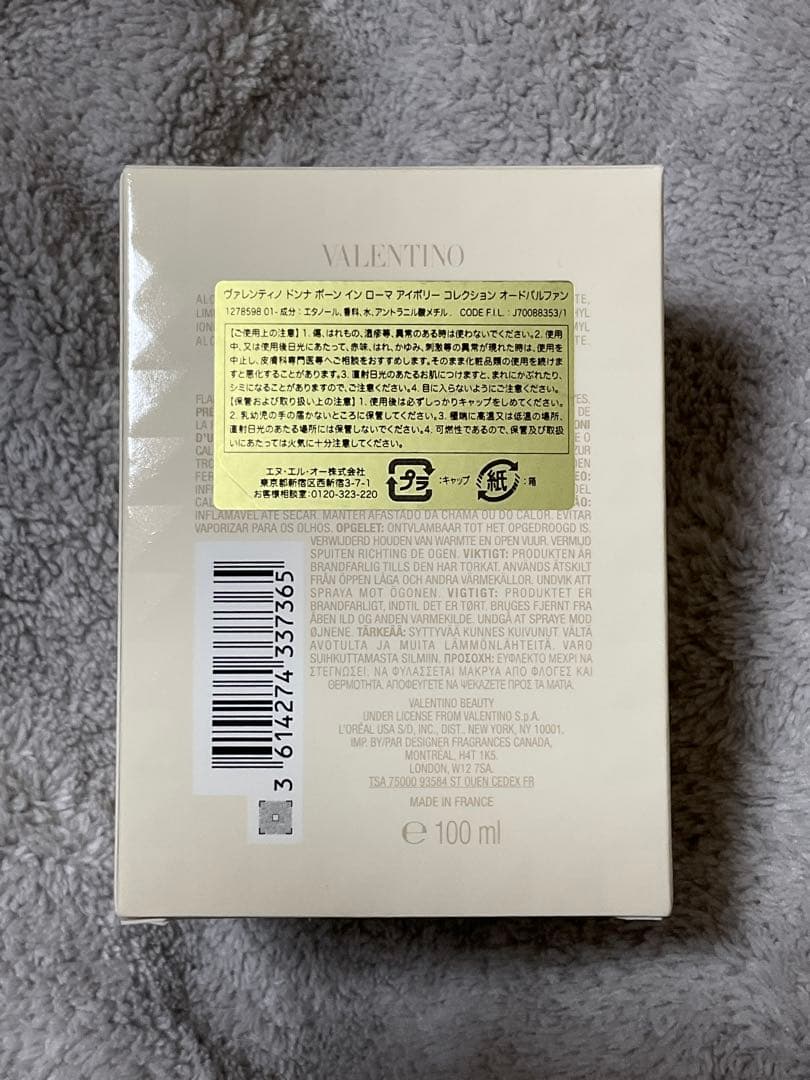 VALENTINO
ヴァレンティノ ドンナ ボーン イン ローマ アイボリー コレクション オードパルファン
1278598 01- 成分：エタノール、香料、水、アントラニル酸メチル． CODE F.I.L.：J70088353/1
【ご使用上の注意】1. 傷、はれもの、湿疹等、異常のある時は使わないでください。2. 使用
中、又は使用後日光にあたって、赤味、はれ、かゆみ、刺激等の異常が現れた時は、使用を
中止し、皮膚科専門医等へご相談をおすすめします。そのまま化粧品類の使用を続けま
すと悪化することがあります。3. 直射日光のあたるお肌につけますと、まれにかぶれたり、
シミになることがありますので、ご注意ください。4. 目に入らないようにご注意ください。
【保管および取り扱い上の注意】1. 使用後は必ずしっかりキャップをしめてください。
2. 乳幼児の手の届かないところに保管してください。3. 極端に高温又は低温の場所、
直射日光のあたる場所には保管しないでください。4. 可燃性であるので、保管及び取扱
いにあたっては火気に十分注意してください。
エヌ・エル・オー株式会社
東京都新宿区西新宿3-7-1
お客様相談室：0120-323-220
プラ ：キャップ 紙 ：箱
INFLAMÁVEL ATÉ SECAR. MANTER AFASTADO DA CHAMA OU DO CALOR. EVITAR
VAPORIZAR PARA OS OLHOS. OPGELET: ONTVLAMBAAR TOT HET OPGEDROOGD IS.
VERWIJDERD HOUDEN VAN WARMTE EN OPEN VUUR. VERMIJD
SPUITEN RICHTING DE OGEN. VIKTIGT: PRODUKTEN ÄR
BRANDFARLIG TILLS DEN HAR TORKAT. ANVÄNDS ÅTSKILT
FRÅN ÖPPEN LÅGA OCH ANDRA VÄRMEKÄLLOR. UNDVIK ATT
SPRAYA MOT ÖGONEN. VIGTIGT: PRODUKTET ER
BRANDFARLIGT, INDTIL DET ER TØRT. BRUGES FJERNT FRA
ÅBEN ILD OG ANDEN VARMEKILDE. UNDGÅ AT SPRAYE MOD
ØJNENE. TÄRKEÄÄ: SYTTYVÄÄ KUNNES KUIVUNUT. VÄLTÄ
AVOTULTA JA MUITA LÄMMÖNLÄHTEITÄ. VARO
SUIHKUTTAMASTA SILMIIN. ΠΡΟΣΟΧΗ: ΕΥΦΛΕΚΤΟ ΜΕΧΡΙ ΝΑ
ΣΤΕΓΝΩΣΕΙ. ΝΑ ΦΥΛΑΣΣΕΤΑΙ ΜΑΚΡΥΑ ΑΠΟ ΦΛΟΓΕΣ ΚΑΙ
ΘΕΡΜΟΤΗΤΑ. ΑΠΟΦΕΥΓΕΤΕ ΝΑ ΨΕΚΑΖΕΤΕ ΠΡΟΣ ΤΑ ΜΑΤΙΑ.
3 614274 337365
VALENTINO BEAUTY
UNDER LICENSE FROM VALENTINO S.p.A.
L'ORÉAL USA S/D, INC., DIST. NEW YORK, NY 10001,
IMP. BY/PAR DESIGNER FRAGRANCES CANADA,
MONTRÉAL, H4T 1K5.
LONDON, W12 7SA.
TSA 75000 93584 ST OUEN CEDEX FR
MADE IN FRANCE
℮ 100 ml